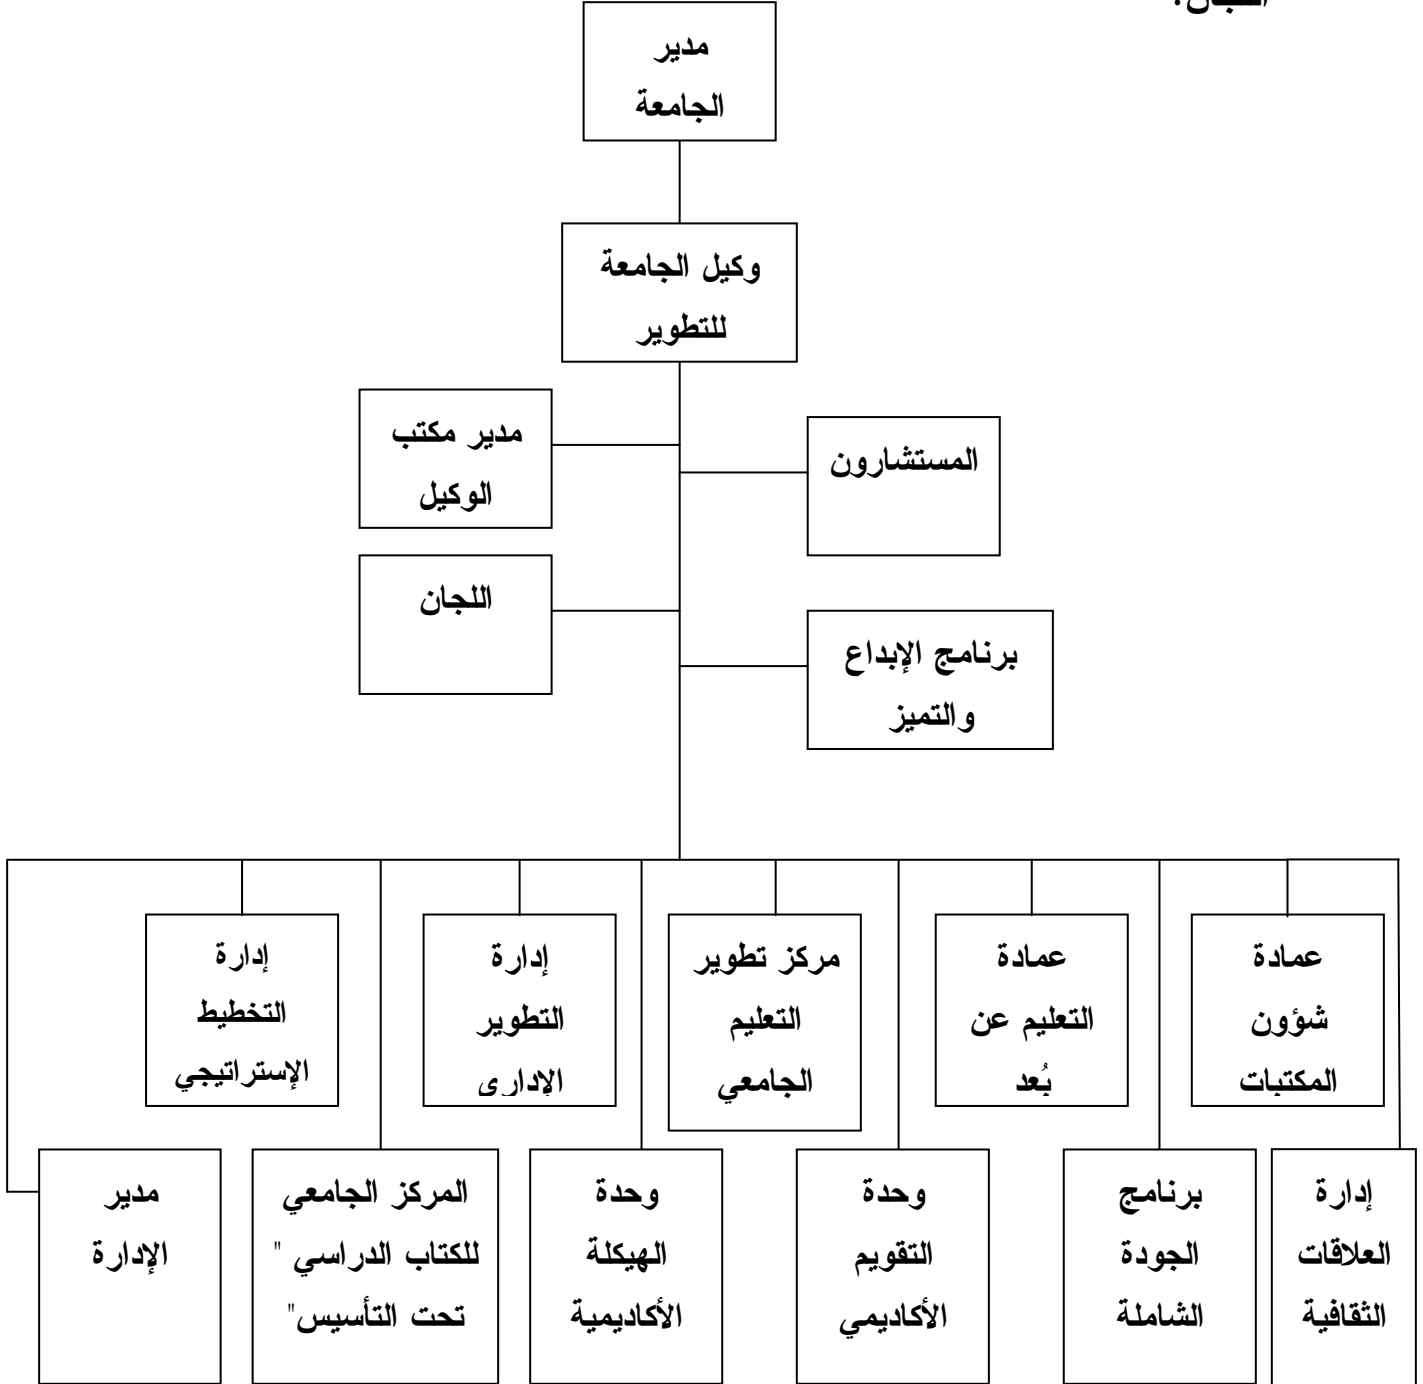 مدير
الجامعة
وكيل الجامعة
للتطوير
المستشارون
مدير مكتب
الوكيل
اللجان
برنامج الإبداع
والتميز
عمادة
شؤون
المكتبات
عمادة
التعليم عن
بُعد
مركز تطوير
التعليم
الجامعي
إدارة
التطوير
الإداري
إدارة
التخطيط
الإستراتيجي
إدارة
العلاقات
الثقافية
برنامج
الجودة
الشاملة
وحدة
التقويم
الأكاديمي
وحدة
الهيكلة
الأكاديمية
المركز الجامعي
للكتاب الدراسي "
تحت التأسيس"
مدير
الإدارة